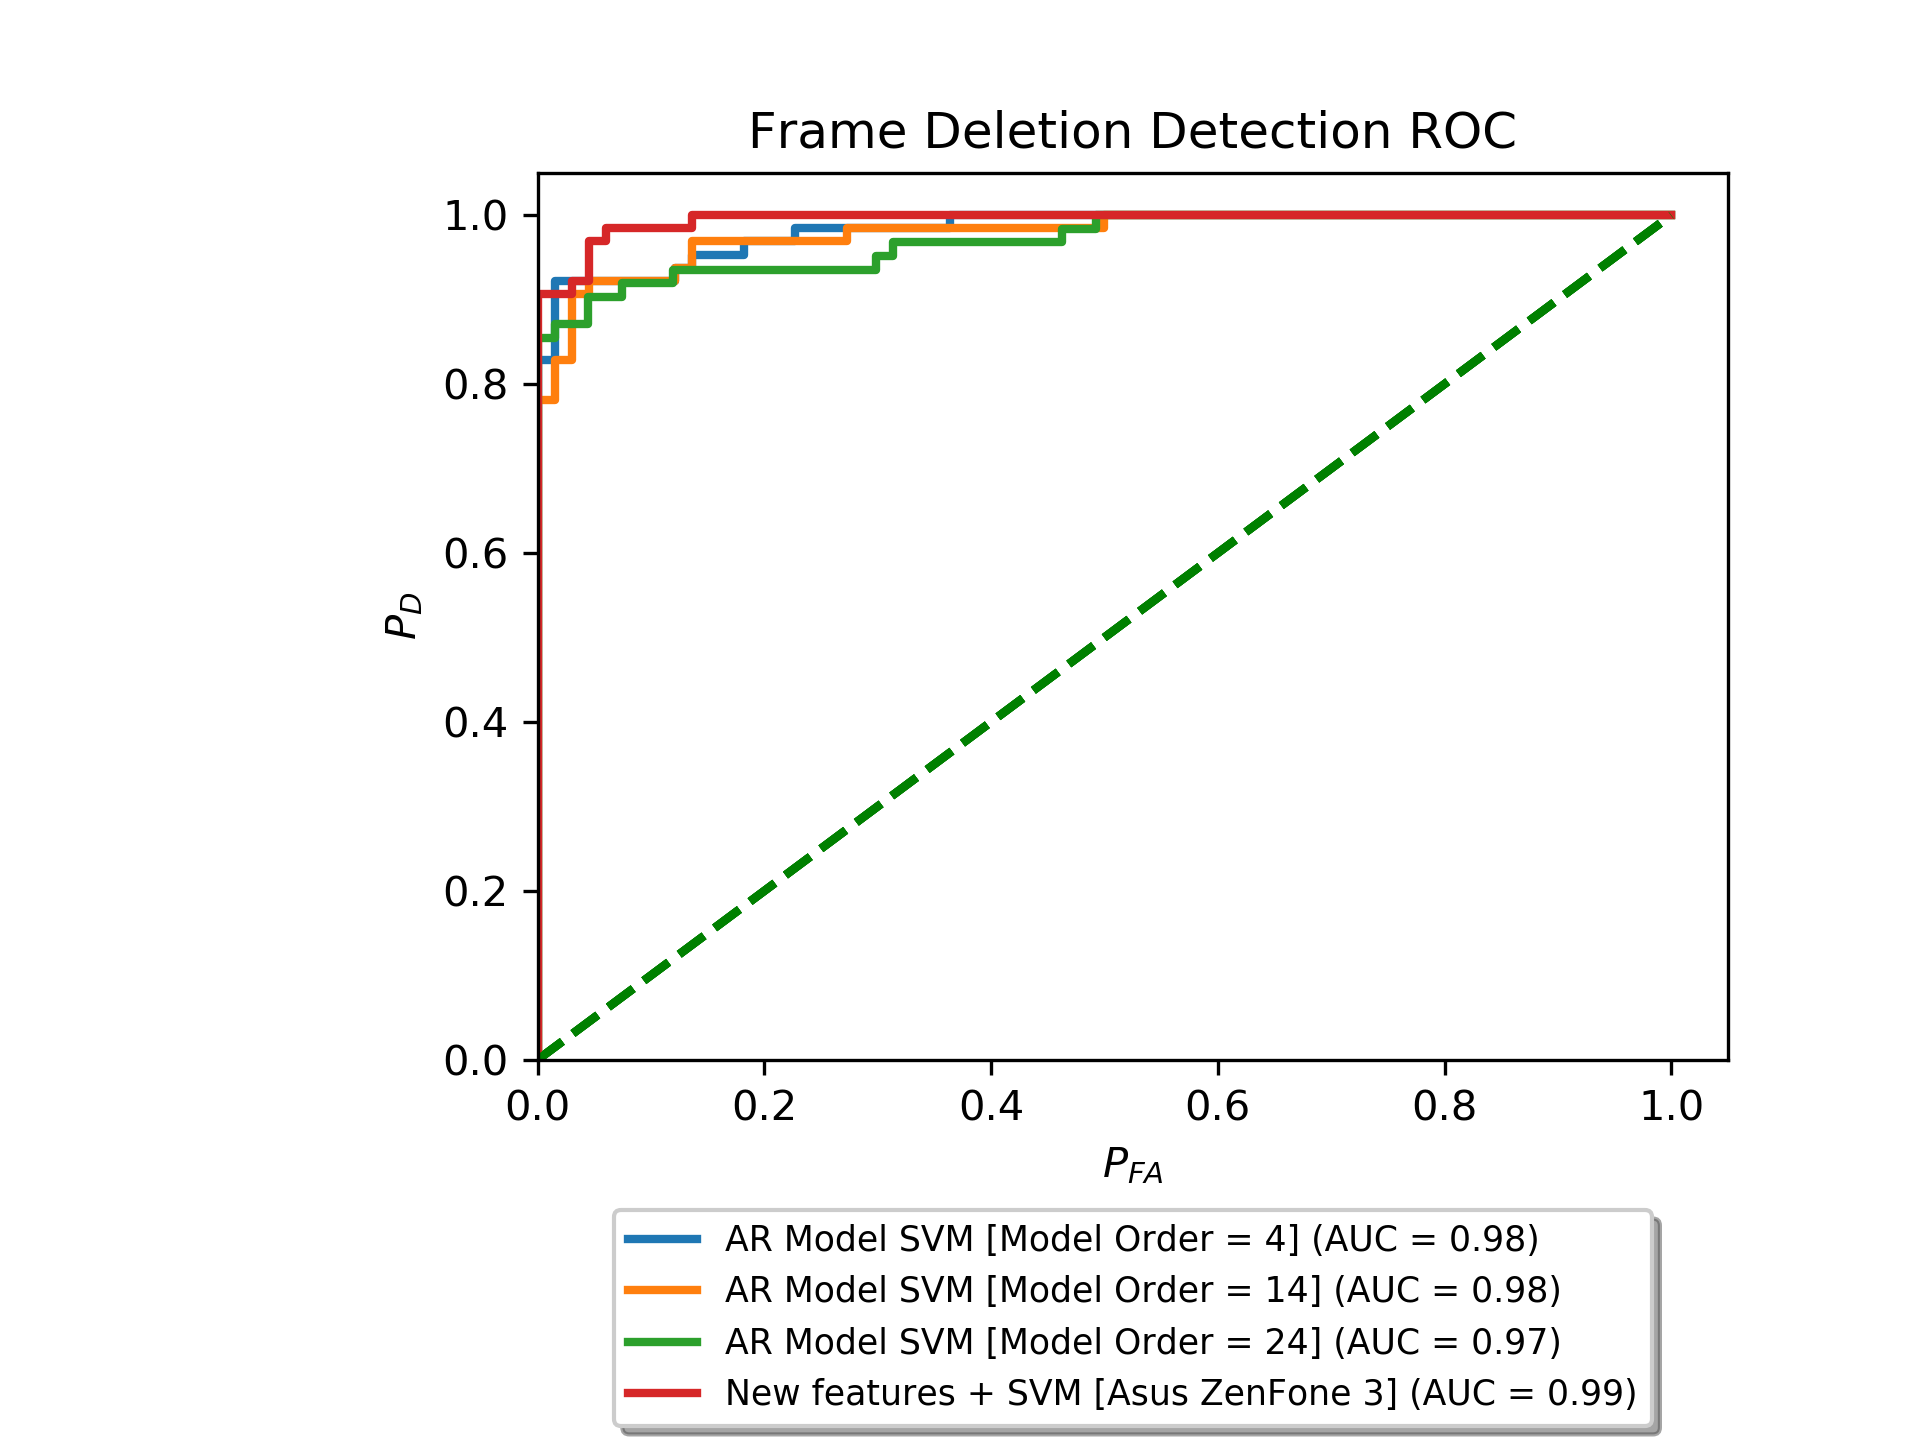 Frame Deletion Detection ROC
1.0
0.8
0.6
0.4
0.2
0.0
P_D
0.0 0.2 0.4 0.6 0.8 1.0
P_FA
AR Model SVM [Model Order = 4] (AUC = 0.98)
AR Model SVM [Model Order = 14] (AUC = 0.98)
AR Model SVM [Model Order = 24] (AUC = 0.97)
New features + SVM [Asus ZenFone 3] (AUC = 0.99)